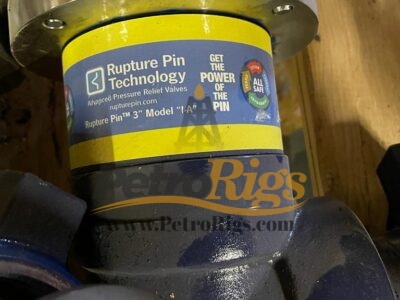 Rupture Pin
Technology
Advanced Pressure Relief Valves
rupturepin.com
Rupture Pin™ 3" Model "I-A"
GET
THE
POWER
OF
THE
PIN
ALL
SAFE
PetroRigs
www.PetroRigs.com